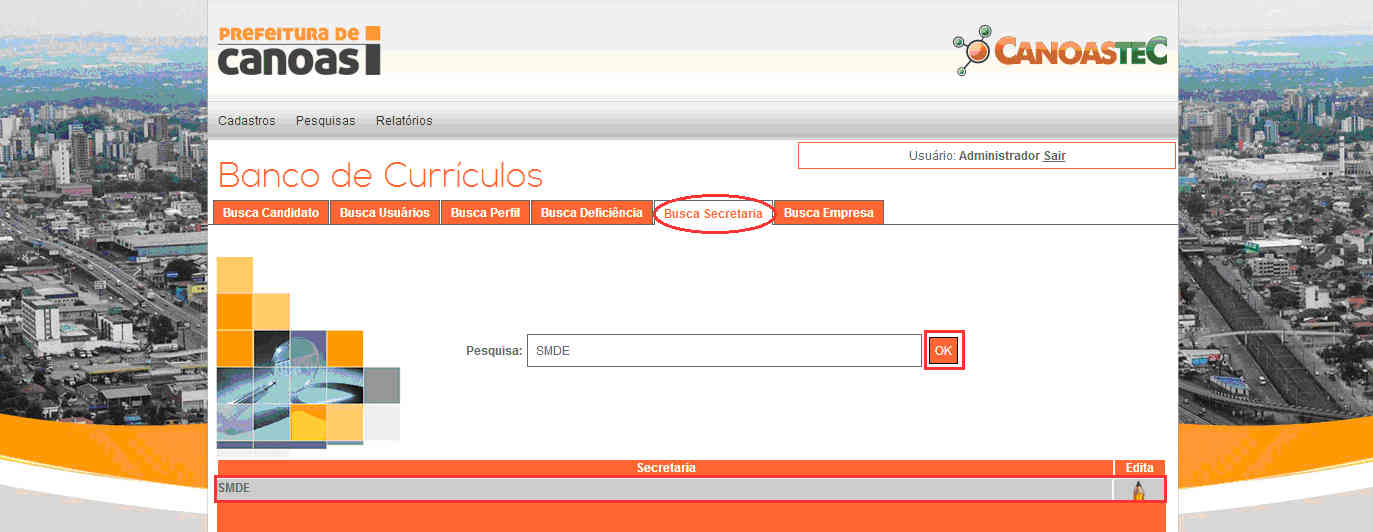 PREFEITURA DE
canoas
CANOASTEC
Cadastros Pesquisas Relatórios
Usuário: Administrador Sair
Banco de Currículos
Busca Candidato Busca Usuários Busca Perfil Busca Deficiência Busca Secretaria Busca Empresa
Pesquisa: SMDE OK
Secretaria Edita
SMDE